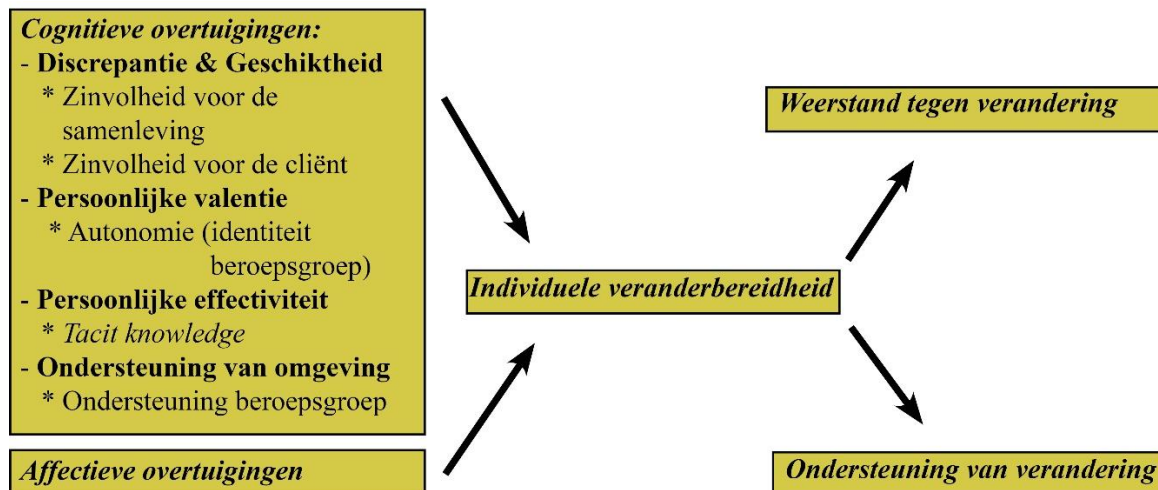 Cognitieve overtuigingen:
- Discrepantie & Geschiktheid
* Zinvolheid voor de
samenleving
* Zinvolheid voor de cliënt
- Persoonlijke valentie
* Autonomie (identiteit
beroepsgroep)
- Persoonlijke effectiviteit
* Tacit knowledge
- Ondersteuning van omgeving
* Ondersteuning beroepsgroep
Affectieve overtuigingen
Individuele veranderbereidheid
Weerstand tegen verandering
Ondersteuning van verandering